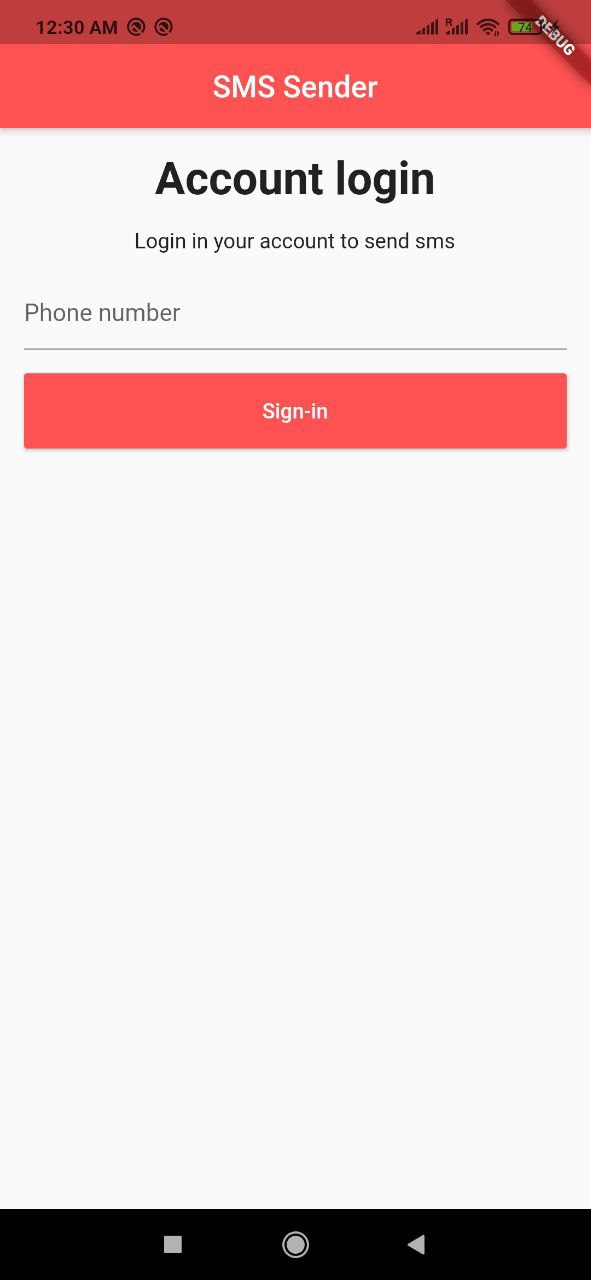 12:30 AM
R
74
DEBUG
SMS Sender
Account login
Login in your account to send sms
Phone number
Sign-in